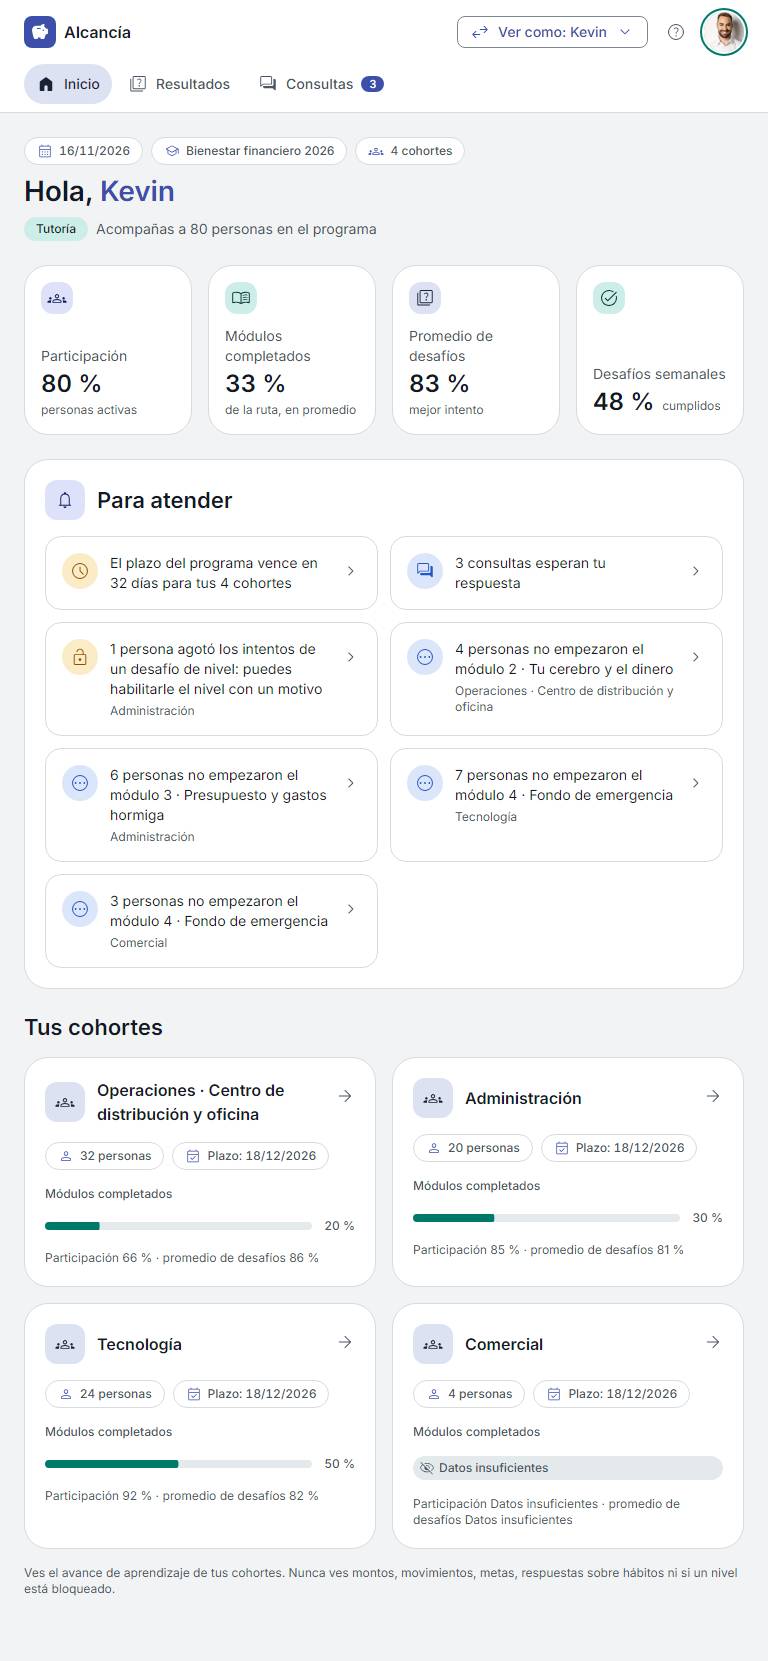 Alcancía
Ver como: Kevin
Inicio
Resultados
Consultas 3
16/11/2026
Bienestar financiero 2026
4 cohortes
Hola, Kevin
Tutoría
Acompañas a 80 personas en el programa
Participación
80 %
personas activas
Módulos
completados
33 %
de la ruta, en promedio
Promedio de
desafíos
83 %
mejor intento
Desafíos semanales
48 % cumplidos
Para atender
El plazo del programa vence en
32 días para tus 4 cohortes
3 consultas esperan tu
respuesta
1 persona agotó los intentos de
un desafío de nivel: puedes
habilitarle el nivel con un motivo
Administración
4 personas no empezaron el
módulo 2 · Tu cerebro y el dinero
Operaciones · Centro de distribución y
oficina
6 personas no empezaron el
módulo 3 · Presupuesto y gastos
hormiga
Administración
7 personas no empezaron el
módulo 4 · Fondo de emergencia
Tecnología
3 personas no empezaron el
módulo 4 · Fondo de emergencia
Comercial
Tus cohortes
Operaciones · Centro de
distribución y oficina
32 personas
Plazo: 18/12/2026
Módulos completados
20 %
Participación 66 % · promedio de desafíos 86 %
Administración
20 personas
Plazo: 18/12/2026
Módulos completados
30 %
Participación 85 % · promedio de desafíos 81 %
Tecnología
24 personas
Plazo: 18/12/2026
Módulos completados
50 %
Participación 92 % · promedio de desafíos 82 %
Comercial
4 personas
Plazo: 18/12/2026
Módulos completados
Datos insuficientes
Participación Datos insuficientes · promedio de
desafíos Datos insuficientes
Ves el avance de aprendizaje de tus cohortes. Nunca ves montos, movimientos, metas, respuestas sobre hábitos ni si un nivel
está bloqueado.